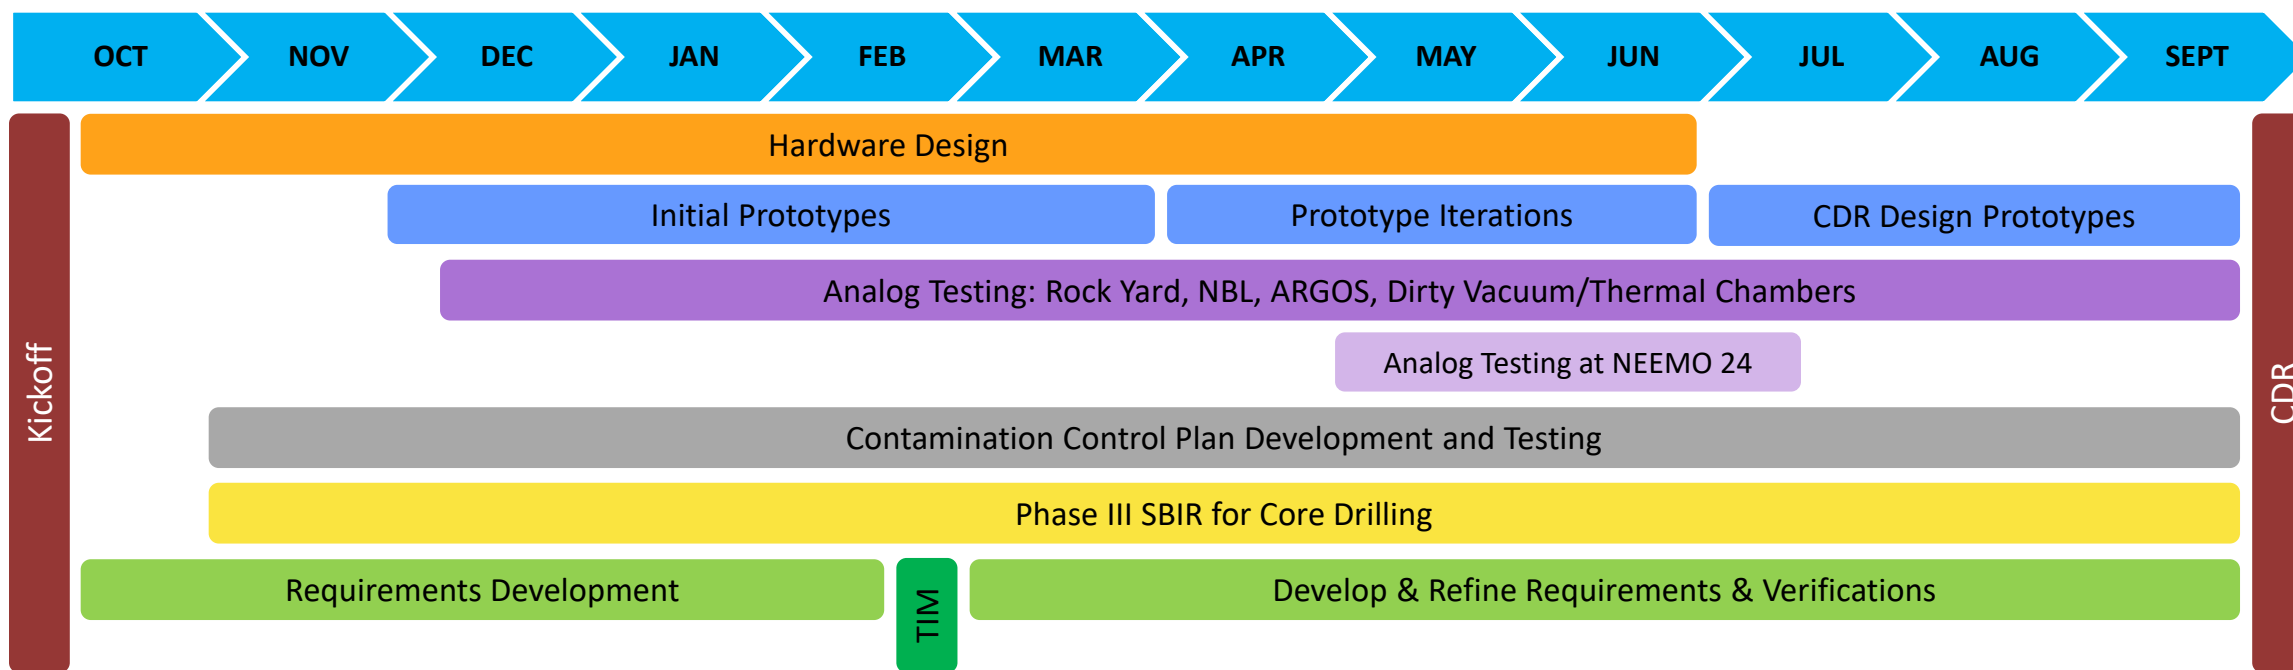 OCT
NOV
DEC
JAN
FEB
MAR
APR
MAY
JUN
JUL
AUG
SEPT
Kickoff
Hardware Design
Initial Prototypes
Prototype Iterations
CDR Design Prototypes
Analog Testing: Rock Yard, NBL, ARGOS, Dirty Vacuum/Thermal Chambers
Analog Testing at NEEMO 24
Contamination Control Plan Development and Testing
Phase III SBIR for Core Drilling
Requirements Development
TIM
Develop & Refine Requirements & Verifications
CDR